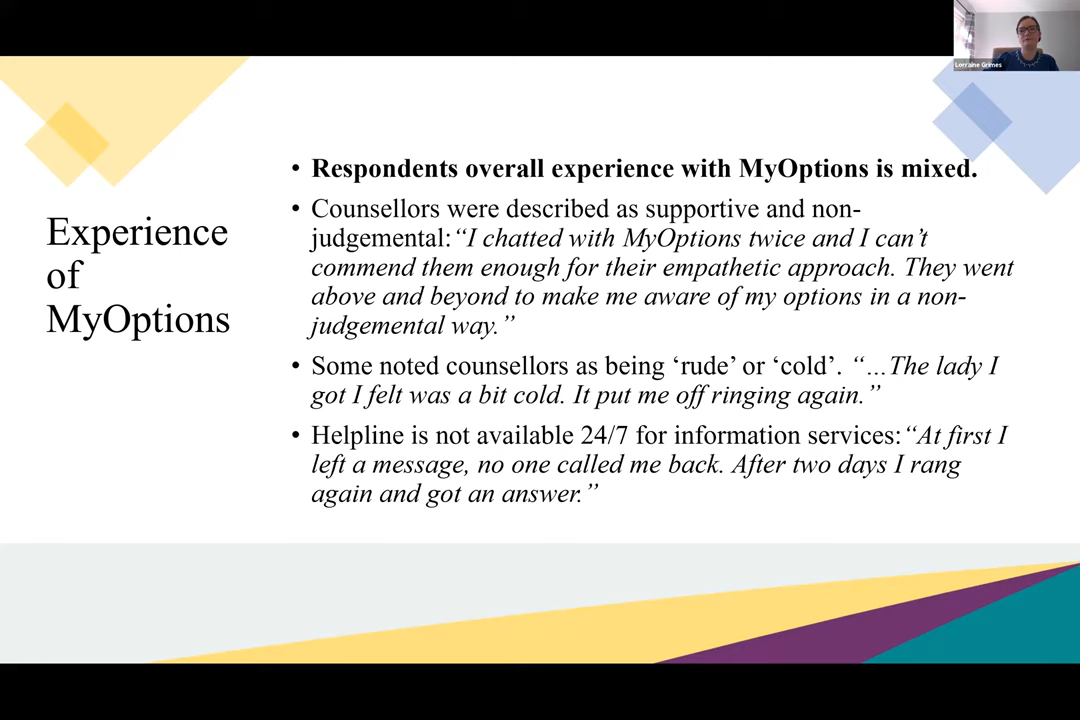 Lorraine Grimes
Experience
of
MyOptions
• Respondents overall experience with MyOptions is mixed.
• Counsellors were described as supportive and non-
judgemental:“I chatted with MyOptions twice and I can’t
commend them enough for their empathetic approach. They went
above and beyond to make me aware of my options in a non-
judgemental way.”
• Some noted counsellors as being ‘rude’ or ‘cold’. “…The lady I
got I felt was a bit cold. It put me off ringing again.”
• Helpline is not available 24/7 for information services:“At first I
left a message, no one called me back. After two days I rang
again and got an answer.”